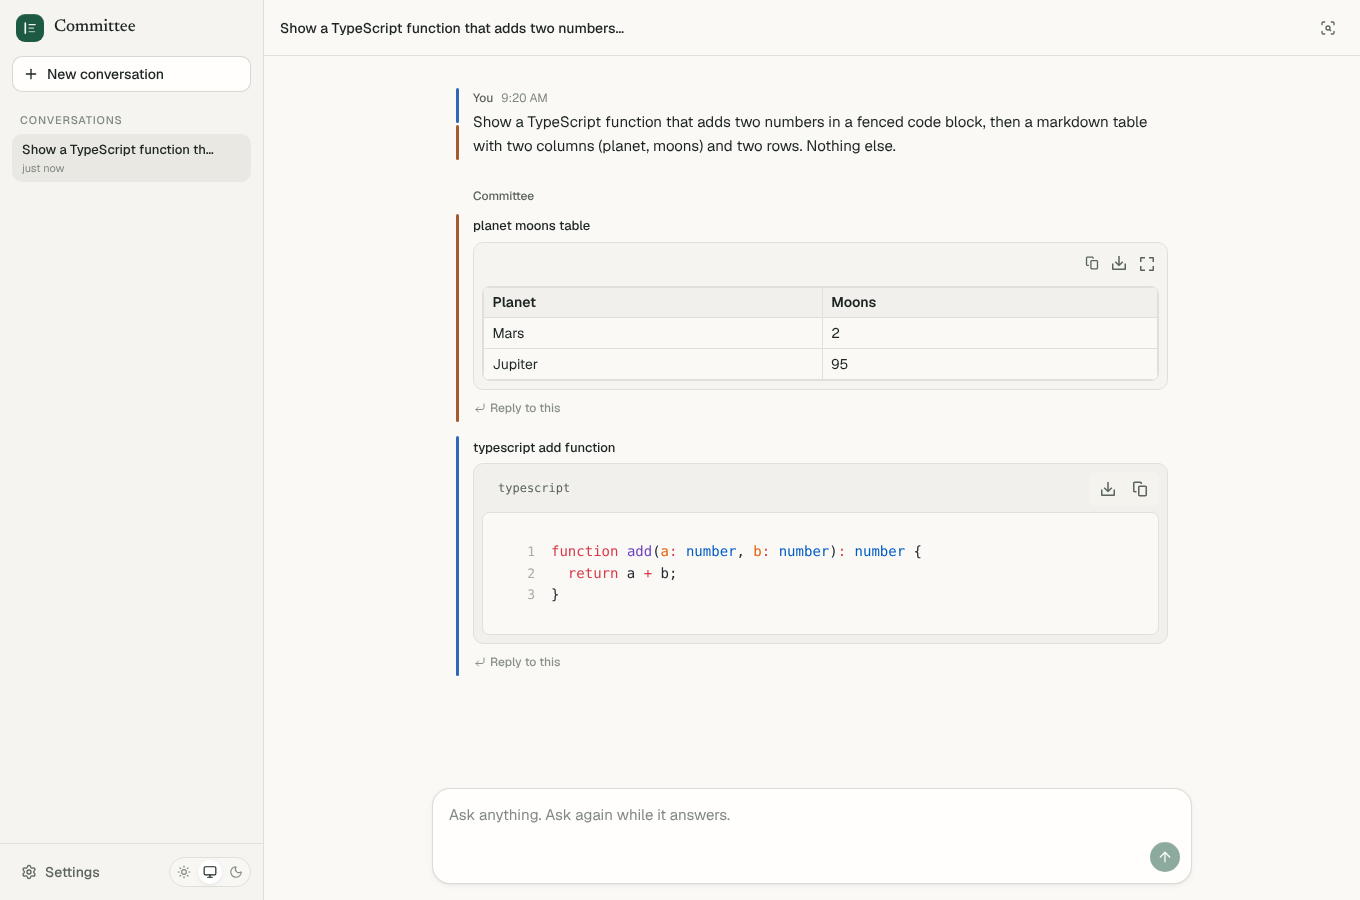 Committee
New conversation
CONVERSATIONS
Show a TypeScript function th...
just now
Settings
Show a TypeScript function that adds two numbers...
You 9:20 AM
Show a TypeScript function that adds two numbers in a fenced code block, then a markdown table
with two columns (planet, moons) and two rows. Nothing else.
Committee
planet moons table
Planet Moons
Mars 2
Jupiter 95
Reply to this
typescript add function
typescript
1 function add(a: number, b: number): number {
2   return a + b;
3 }
Reply to this
Ask anything. Ask again while it answers.